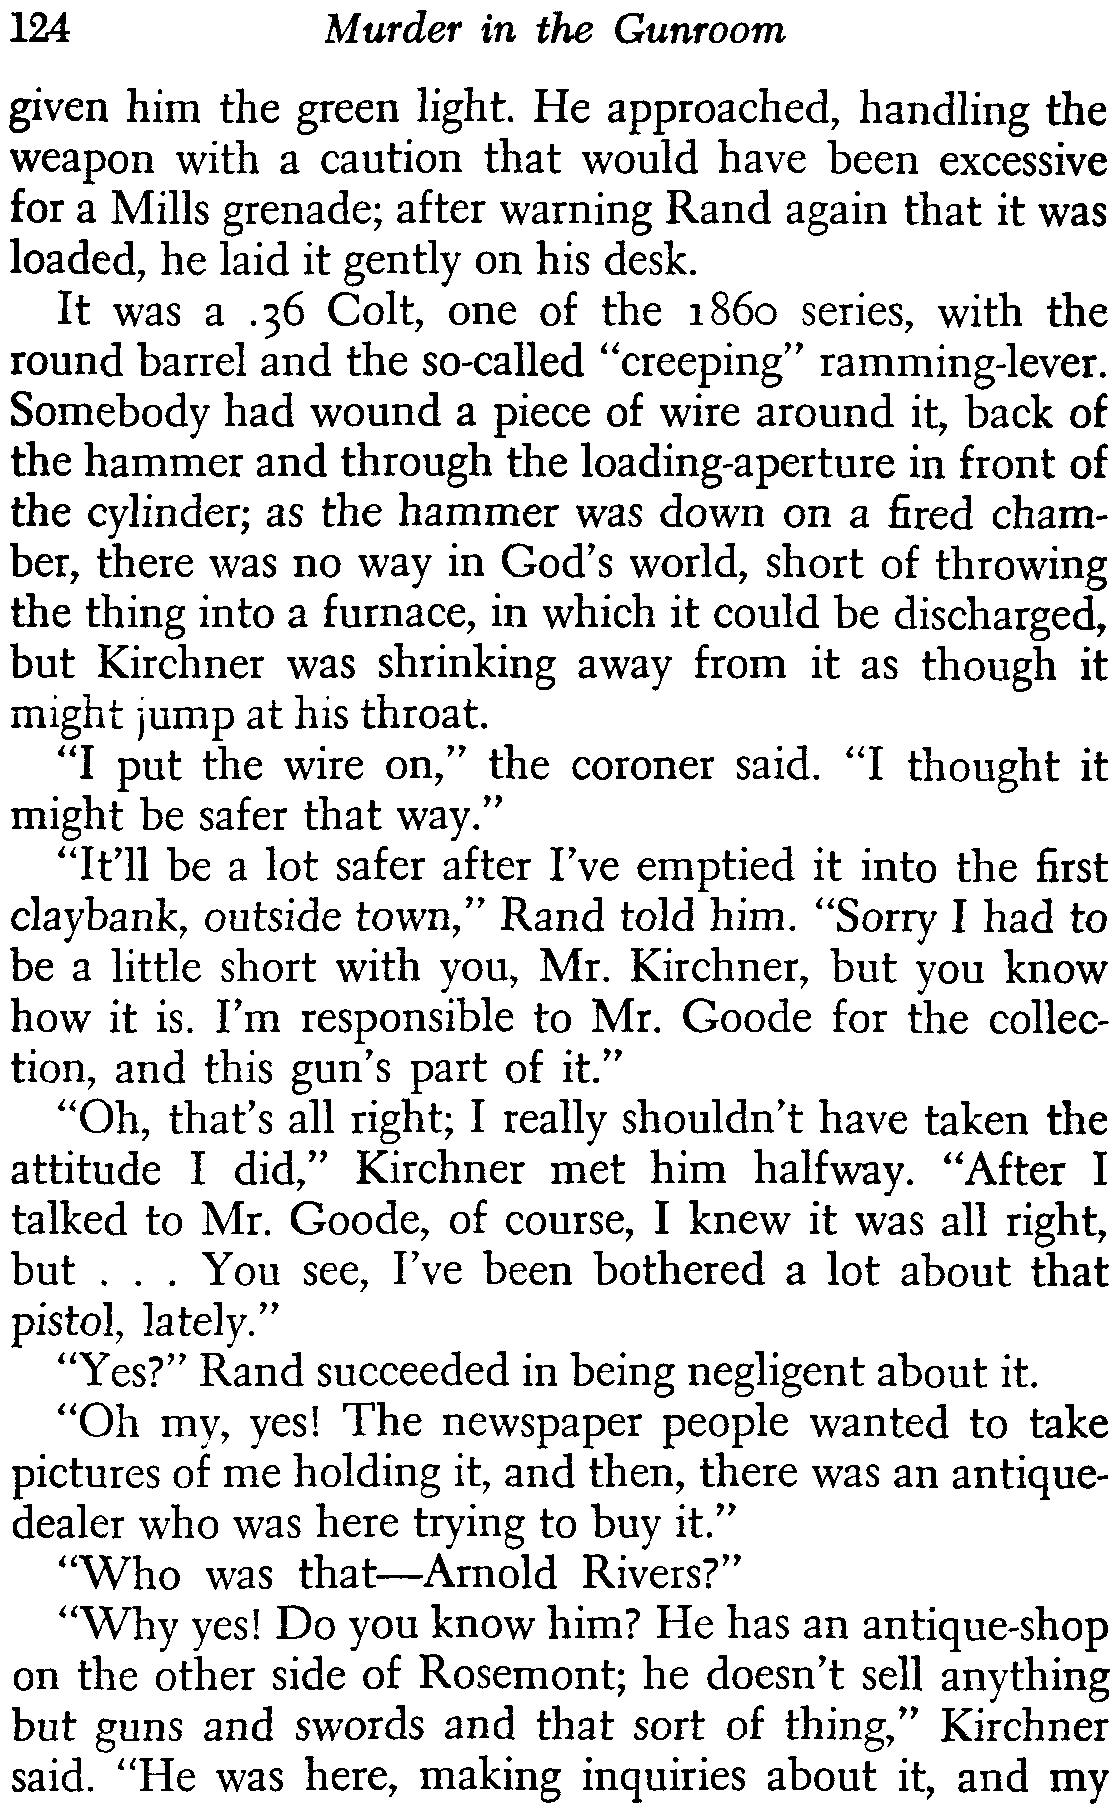 124 Murder in the Gunroom
given him the green light. He approached, handling the
weapon with a caution that would have been excessive
for a Mills grenade; after warning Rand again that it was
loaded, he laid it gently on his desk.
It was a .36 Colt, one of the 1860 series, with the
round barrel and the so-called “creeping” ramming-lever.
Somebody had wound a piece of wire around it, back of
the hammer and through the loading-aperture in front of
the cylinder; as the hammer was down on a fired cham-
ber, there was no way in God’s world, short of throwing
the thing into a furnace, in which it could be discharged,
but Kirchner was shrinking away from it as though it
might jump at his throat.
“I put the wire on,” the coroner said. “I thought it
might be safer that way.”
“It’ll be a lot safer after I’ve emptied it into the first
claybank, outside town,” Rand told him. “Sorry I had to
be a little short with you, Mr. Kirchner, but you know
how it is. I’m responsible to Mr. Goode for the collec-
tion, and this gun’s part of it.”
“Oh, that’s all right; I really shouldn’t have taken the
attitude I did,” Kirchner met him halfway. “After I
talked to Mr. Goode, of course, I knew it was all right,
but . . . You see, I’ve been bothered a lot about that
pistol, lately.”
“Yes?” Rand succeeded in being negligent about it.
“Oh my, yes! The newspaper people wanted to take
pictures of me holding it, and then, there was an antique-
dealer who was here trying to buy it.”
“Who was that—Arnold Rivers?”
“Why yes! Do you know him? He has an antique-shop
on the other side of Rosemont; he doesn’t sell anything
but guns and swords and that sort of thing,” Kirchner
said. “He was here, making inquiries about it, and my